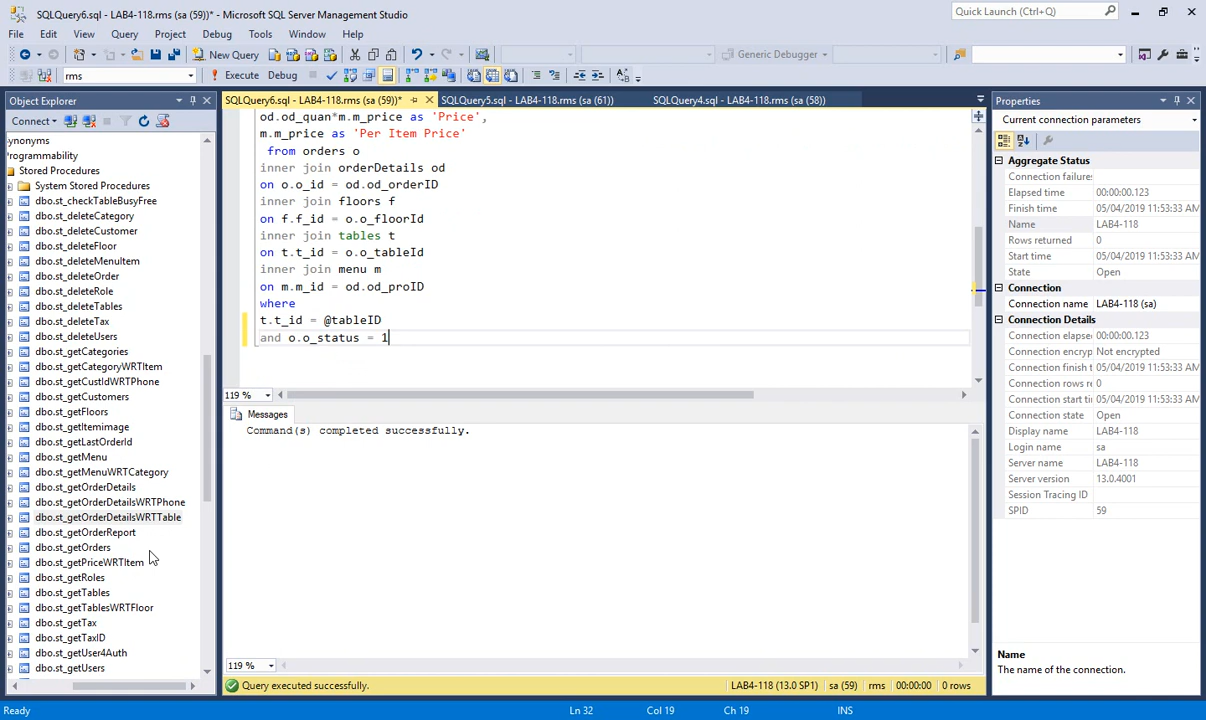 SQLQuery6.sql - LAB4-118.rms (sa (59))* - Microsoft SQL Server Management Studio
Quick Launch (Ctrl+Q)
File Edit View Query Project Debug Tools Window Help
New Query
Generic Debugger
rms
Execute Debug
Object Explorer
SQLQuery6.sql - LAB4-118.rms (sa (59))*
SQLQuery5.sql - LAB4-118.rms (sa (61))
SQLQuery4.sql - LAB4-118.rms (sa (58))
Properties
Connect
ynonyms
rogrammability
Stored Procedures
System Stored Procedures
dbo.st_checkTableBusyFree
dbo.st_deleteCategory
dbo.st_deleteCustomer
dbo.st_deleteFloor
dbo.st_deleteMenuItem
dbo.st_deleteOrder
dbo.st_deleteRole
dbo.st_deleteTables
dbo.st_deleteTax
dbo.st_deleteUsers
dbo.st_getCategories
dbo.st_getCategoryWRTItem
dbo.st_getCustIdWRTPhone
dbo.st_getCustomers
dbo.st_getFloors
dbo.st_getItemimage
dbo.st_getLastOrderId
dbo.st_getMenu
dbo.st_getMenuWRTCategory
dbo.st_getOrderDetails
dbo.st_getOrderDetailsWRTPhone
dbo.st_getOrderDetailsWRTTable
dbo.st_getOrderReport
dbo.st_getOrders
dbo.st_getPriceWRTItem
dbo.st_getRoles
dbo.st_getTables
dbo.st_getTablesWRTFloor
dbo.st_getTax
dbo.st_getTaxID
dbo.st_getUser4Auth
dbo.st_getUsers
od.od_quan*m.m_price as 'Price',
m.m_price as 'Per Item Price'
from orders o
inner join orderDetails od
on o.o_id = od.od_orderID
inner join floors f
on f.f_id = o.o_floorId
inner join tables t
on t.t_id = o.o_tableId
inner join menu m
on m.m_id = od.od_proID
where
t.t_id = @tableID
and o.o_status = 1
119 %
Messages
Command(s) completed successfully.
119 %
Query executed successfully.
LAB4-118 (13.0 SP1) sa (59) rms 00:00:00 0 rows
Current connection parameters
Aggregate Status
Connection failures
Elapsed time 00:00:00.123
Finish time 05/04/2019 11:53:33 AM
Name LAB4-118
Rows returned 0
Start time 05/04/2019 11:53:33 AM
State Open
Connection
Connection name LAB4-118 (sa)
Connection Details
Connection elapsed 00:00:00.123
Connection encryp Not encrypted
Connection finish t 05/04/2019 11:53:33 AM
Connection rows re 0
Connection start ti 05/04/2019 11:53:33 AM
Connection state Open
Display name LAB4-118
Login name sa
Server name LAB4-118
Server version 13.0.4001
Session Tracing ID
SPID 59
Name
The name of the connection.
Ready Ln 32 Col 19 Ch 19 INS